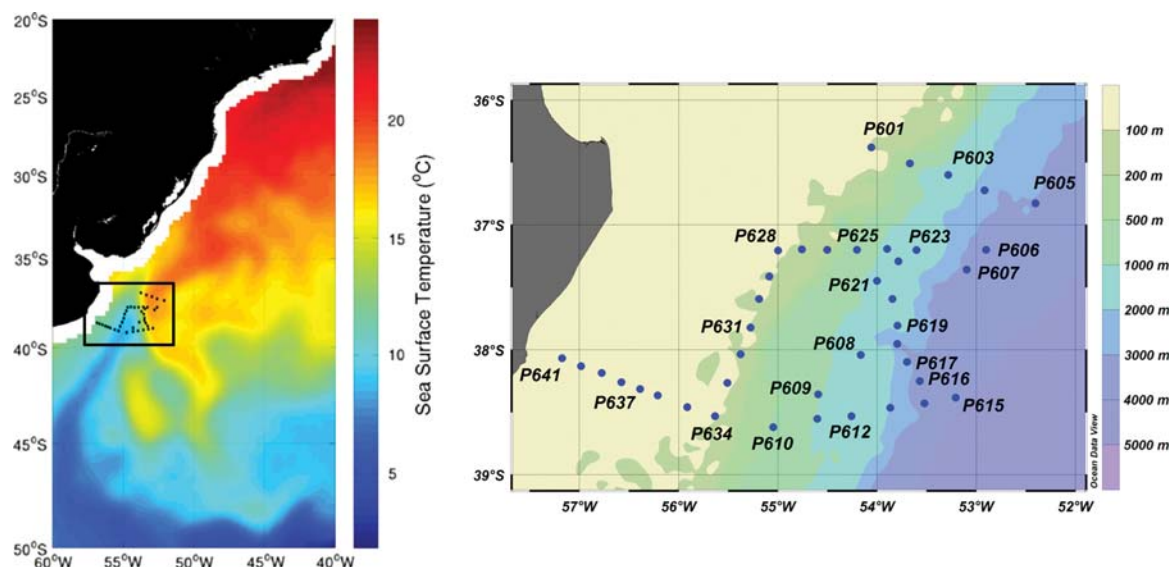 20°S
25°S
30°S
35°S
40°S
45°S
50°S
60°W 55°W 50°W 45°W 40°W
20
15
10
5
Sea Surface Temperature (°C)
36°S
37°S
38°S
39°S
57°W 56°W 55°W 54°W 53°W 52°W
P601
P603
P605
P628 P625 P623 P606
P607
P621
P631 P619
P608
P617
P641 P616
P637 P609 P615
P634 P610 P612
100 m
200 m
500 m
1000 m
2000 m
3000 m
4000 m
5000 m
Ocean Data View